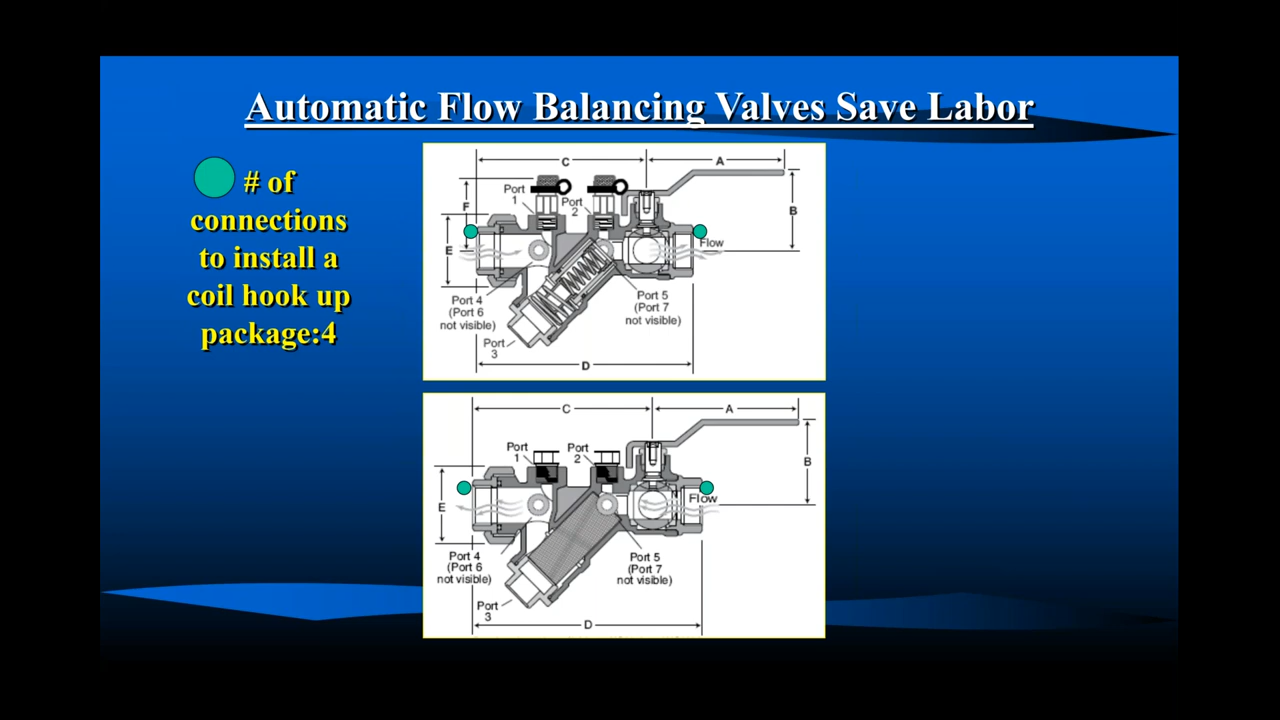 Automatic Flow Balancing Valves Save Labor
# of
connections
to install a
coil hook up
package:4
C
A
Port
1
Port
2
F
B
E
Flow
Port 4
(Port 6
not visible)
Port 5
(Port 7
not visible)
Port
3
D
C
A
Port
1
Port
2
B
E
Flow
Port 4
(Port 6
not visible)
Port 5
(Port 7
not visible)
Port
3
D